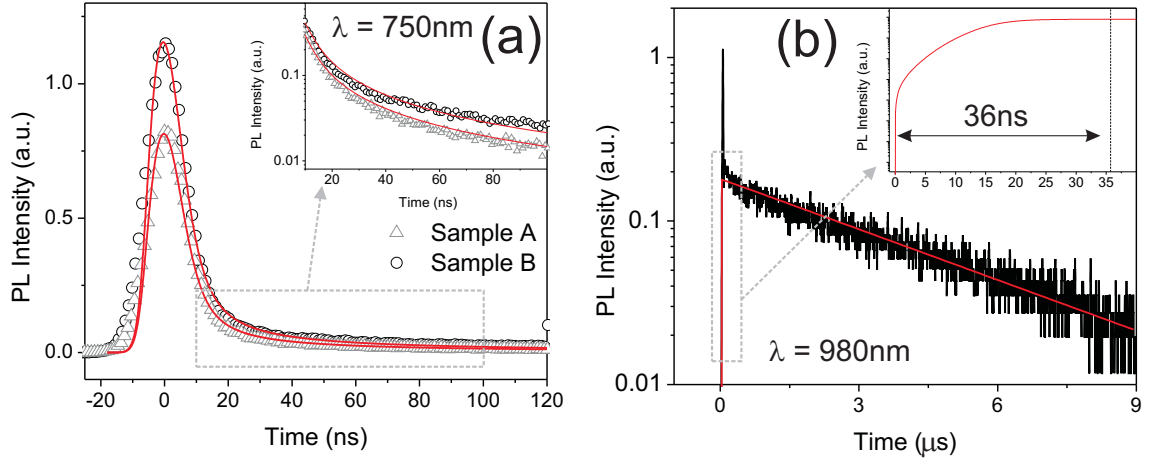 (a)
λ = 750nm
PL Intensity (a.u.)
0.1
0.01
20
40
60
80
Time (ns)
Sample A
Sample B
PL Intensity (a.u.)
1.0
0.5
0.0
-20
0
20
40
60
80
100
120
Time (ns)
(b)
PL Intensity (a.u.)
36ns
0
5
10
15
20
25
30
35
Time (ns)
λ = 980nm
PL Intensity (a.u.)
1
0.1
0.01
0
3
6
9
Time (μs)